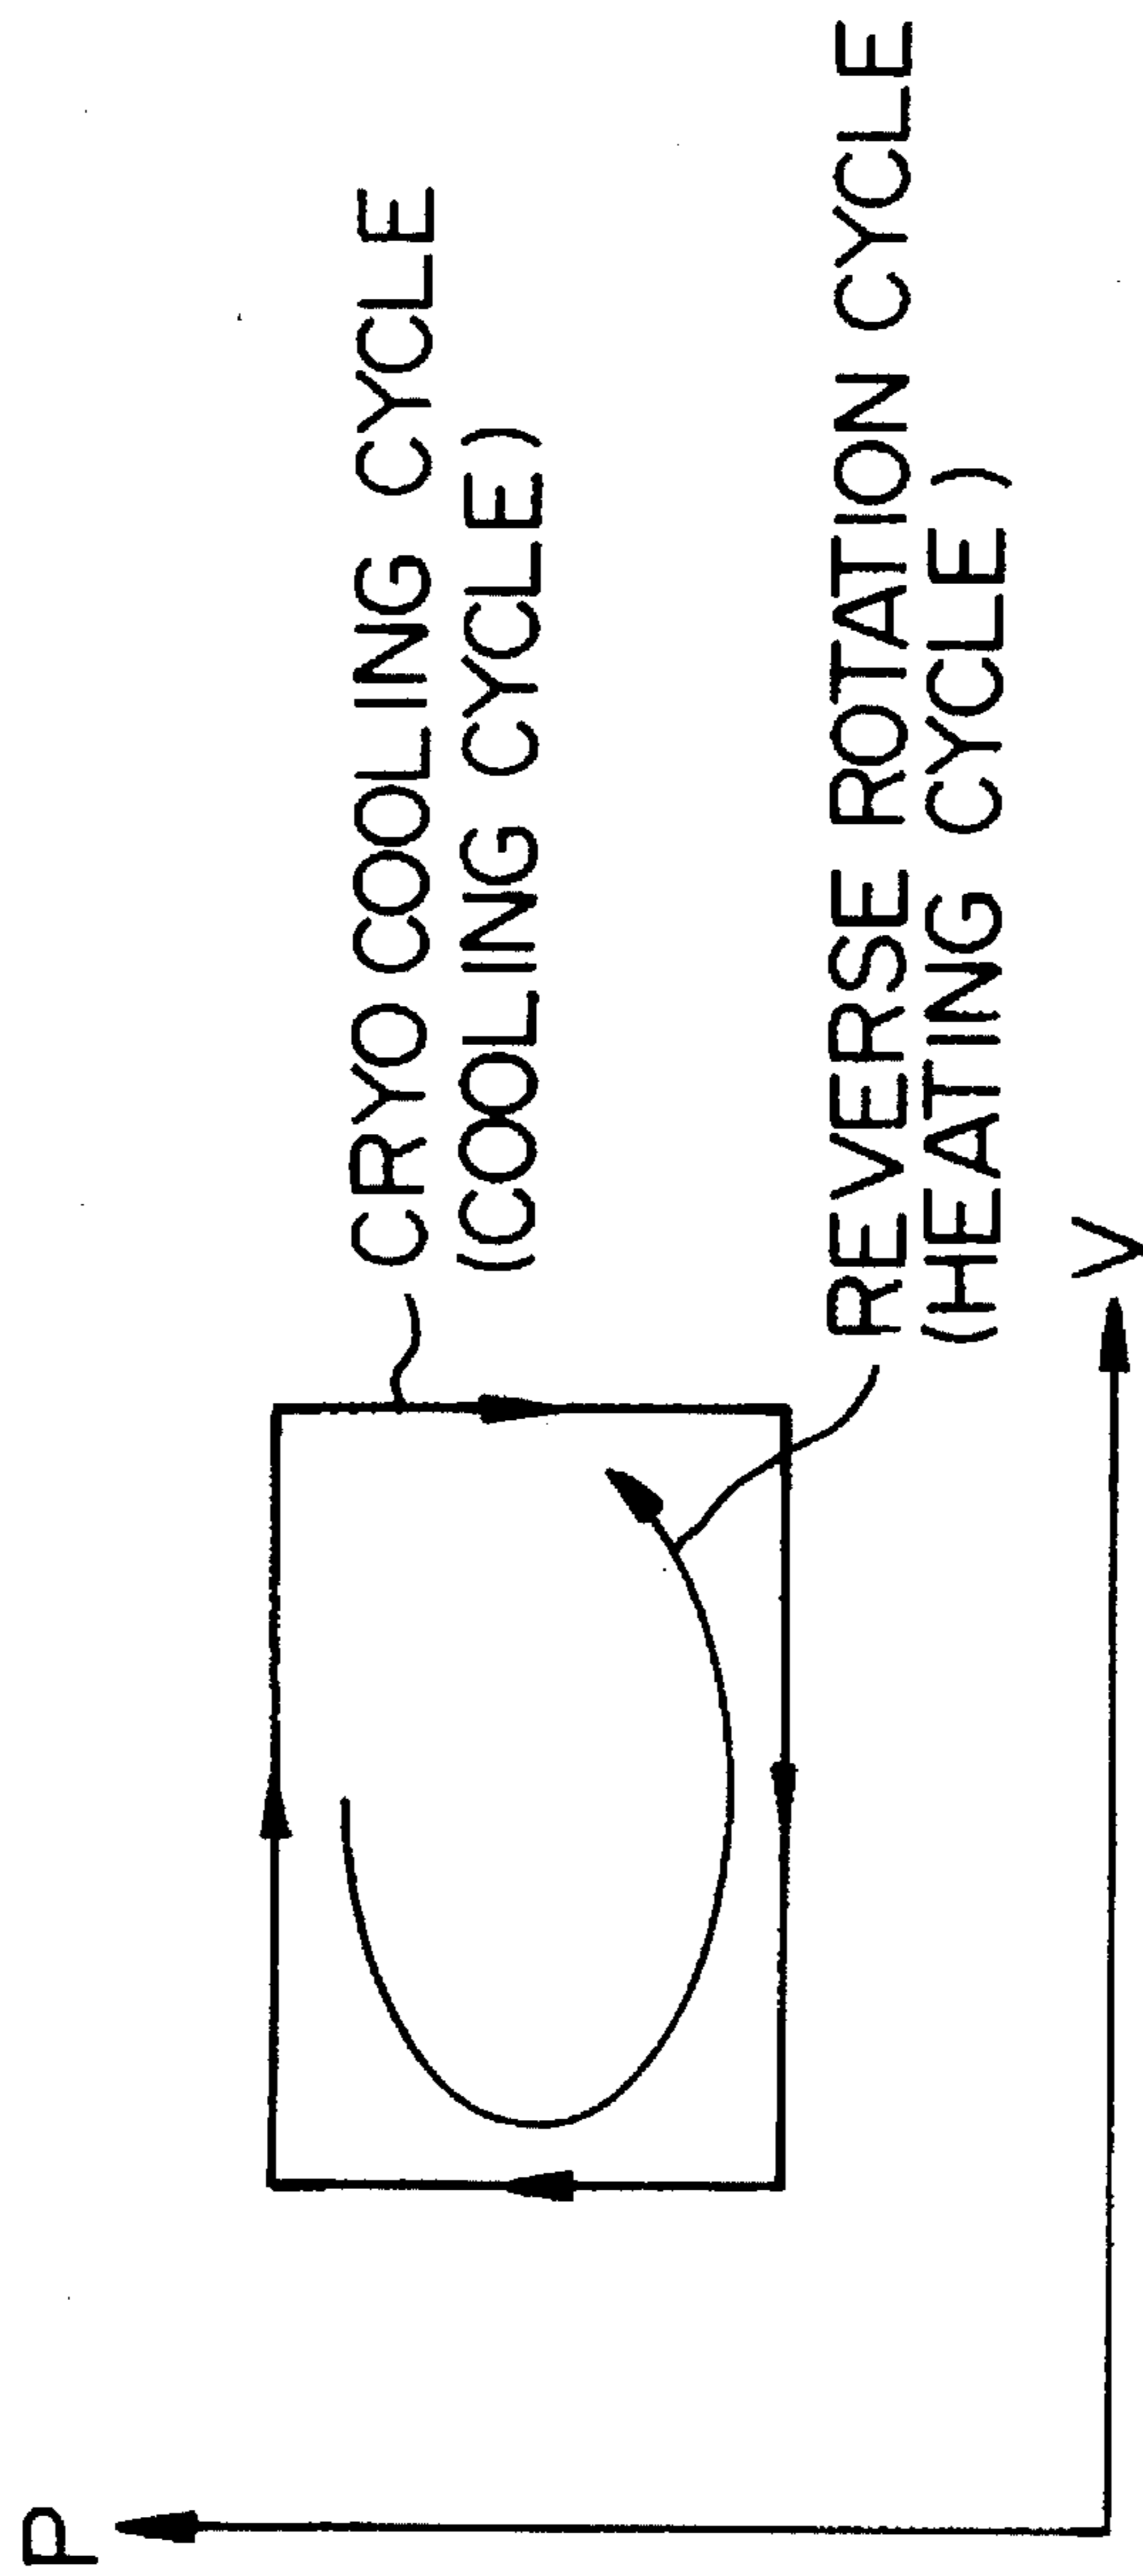 P
CRYO COOLING CYCLE
(COOLING CYCLE)
REVERSE ROTATION CYCLE
(HEATING CYCLE)
V